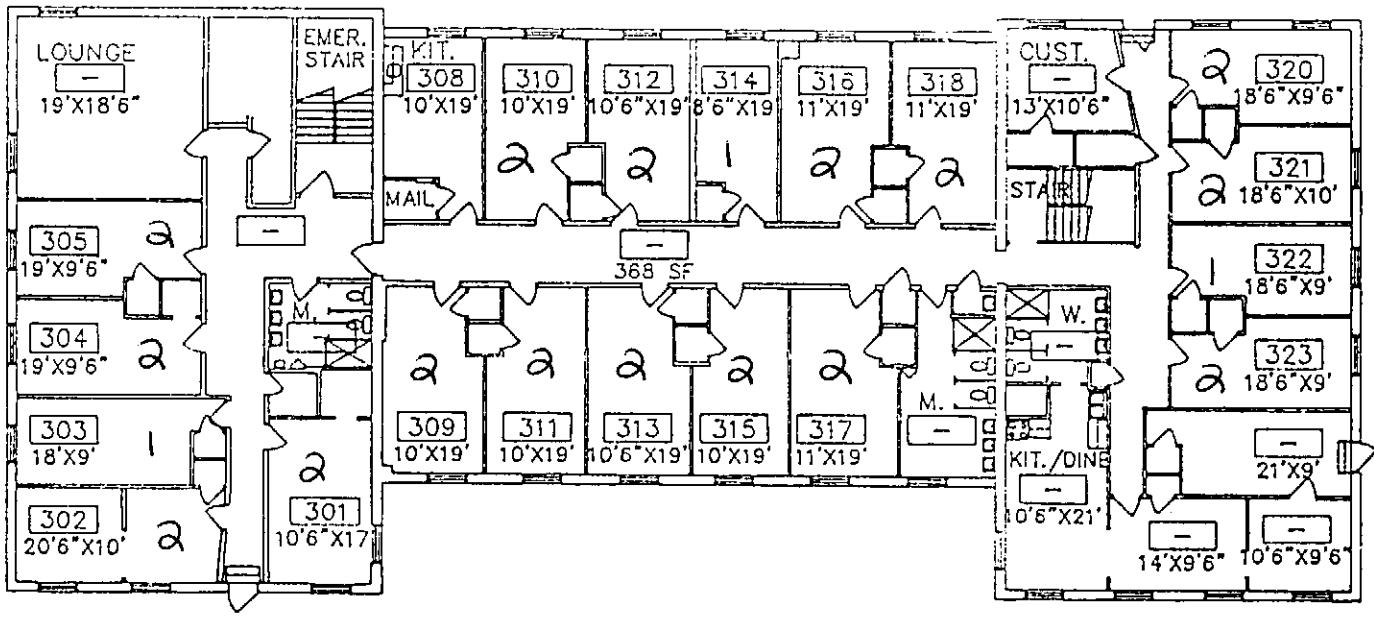 LOUNGE
19'X18'6"
EMER.
STAIR
KIT.
308
10'X19'
MAIL
310
10'X19'
2
312
10'6"X19'
2
314
8'6"X19
1
316
11'X19'
2
318
11'X19'
2
CUST.
13'X10'6"
STAIR
320
18'6"X9'6"
2
321
18'6"X10'
2
322
18'6"X9'
1
323
18'6"X9'
2
305
19'X9'6"
2
304
19'X9'6"
2
303
18'X9'
1
302
20'6"X10'
2
301
10'6"X17
2
M.
368 SF
309
10'X19'
2
311
10'X19'
2
313
10'6"X19'
2
315
10'X19'
2
317
11'X19'
2
M.
W.
KIT./DINE
10'6"X21'
21'X9'
14'X9'6"
10'6"X9'6"